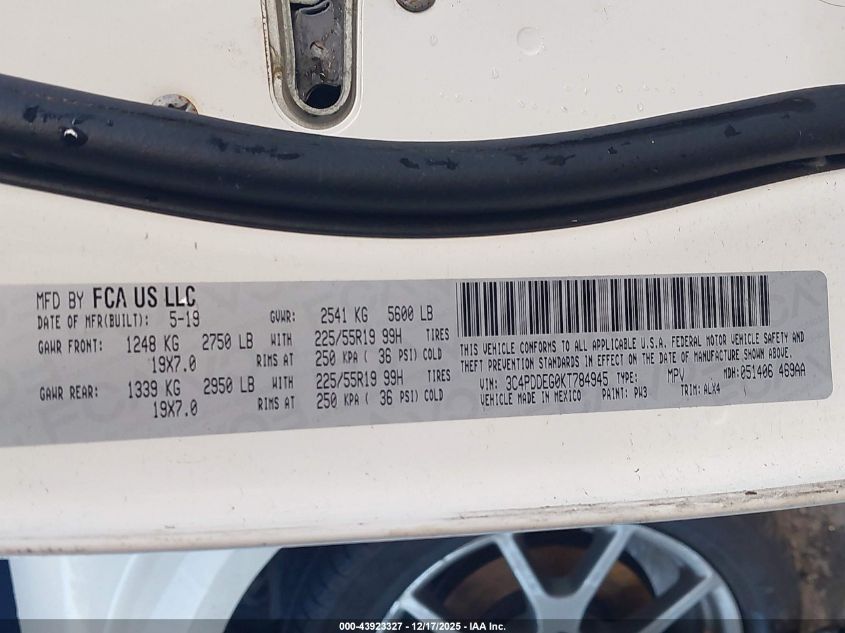 MFD BY FCA US LLC
DATE OF MFR(BUILT): 5-19 GVWR: 2541 KG 5600 LB
GAWR FRONT: 1248 KG 2750 LB WITH 225/55R19 99H TIRES
19X7.0 RIMS AT 250 KPA ( 36 PSI) COLD
GAWR REAR: 1339 KG 2950 LB WITH 225/55R19 99H TIRES
19X7.0 RIMS AT 250 KPA ( 36 PSI) COLD
THIS VEHICLE CONFORMS TO ALL APPLICABLE U.S.A. FEDERAL MOTOR VEHICLE SAFETY AND
THEFT PREVENTION STANDARDS IN EFFECT ON THE DATE OF MANUFACTURE SHOWN ABOVE.
VIN: 3C4PDDEG0KT784945 TYPE: MPV MDH: 051406 469AA
VEHICLE MADE IN MEXICO PAINT: PW3 TRIM: ALX4
000-43923327 - 12/17/2025 - IAA Inc.